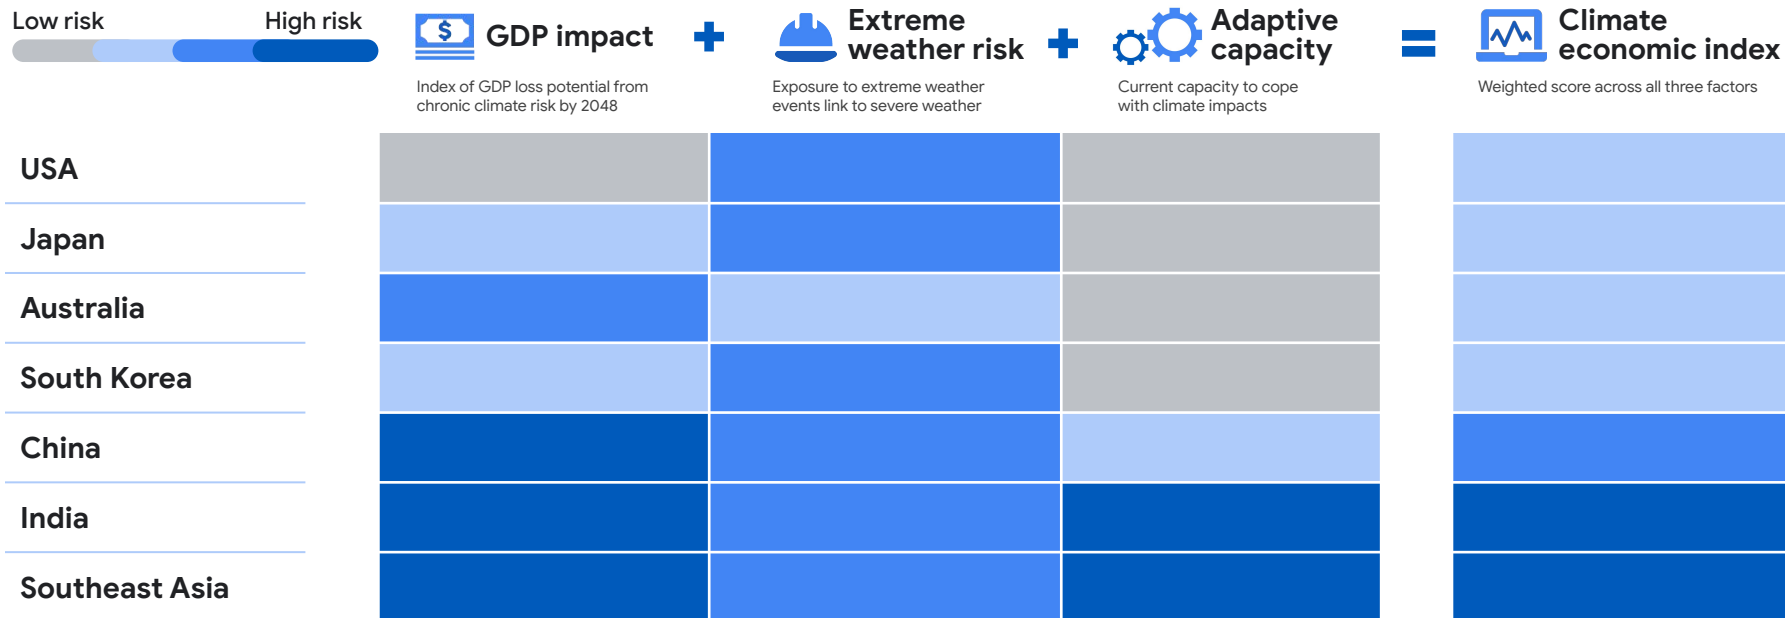 Low risk
High risk
$
GDP impact
Index of GDP loss potential from
chronic climate risk by 2048
+
Extreme
weather risk
Exposure to extreme weather
events link to severe weather
+
Adaptive
capacity
Current capacity to cope
with climate impacts
=
Climate
economic index
Weighted score across all three factors
USA
Japan
Australia
South Korea
China
India
Southeast Asia